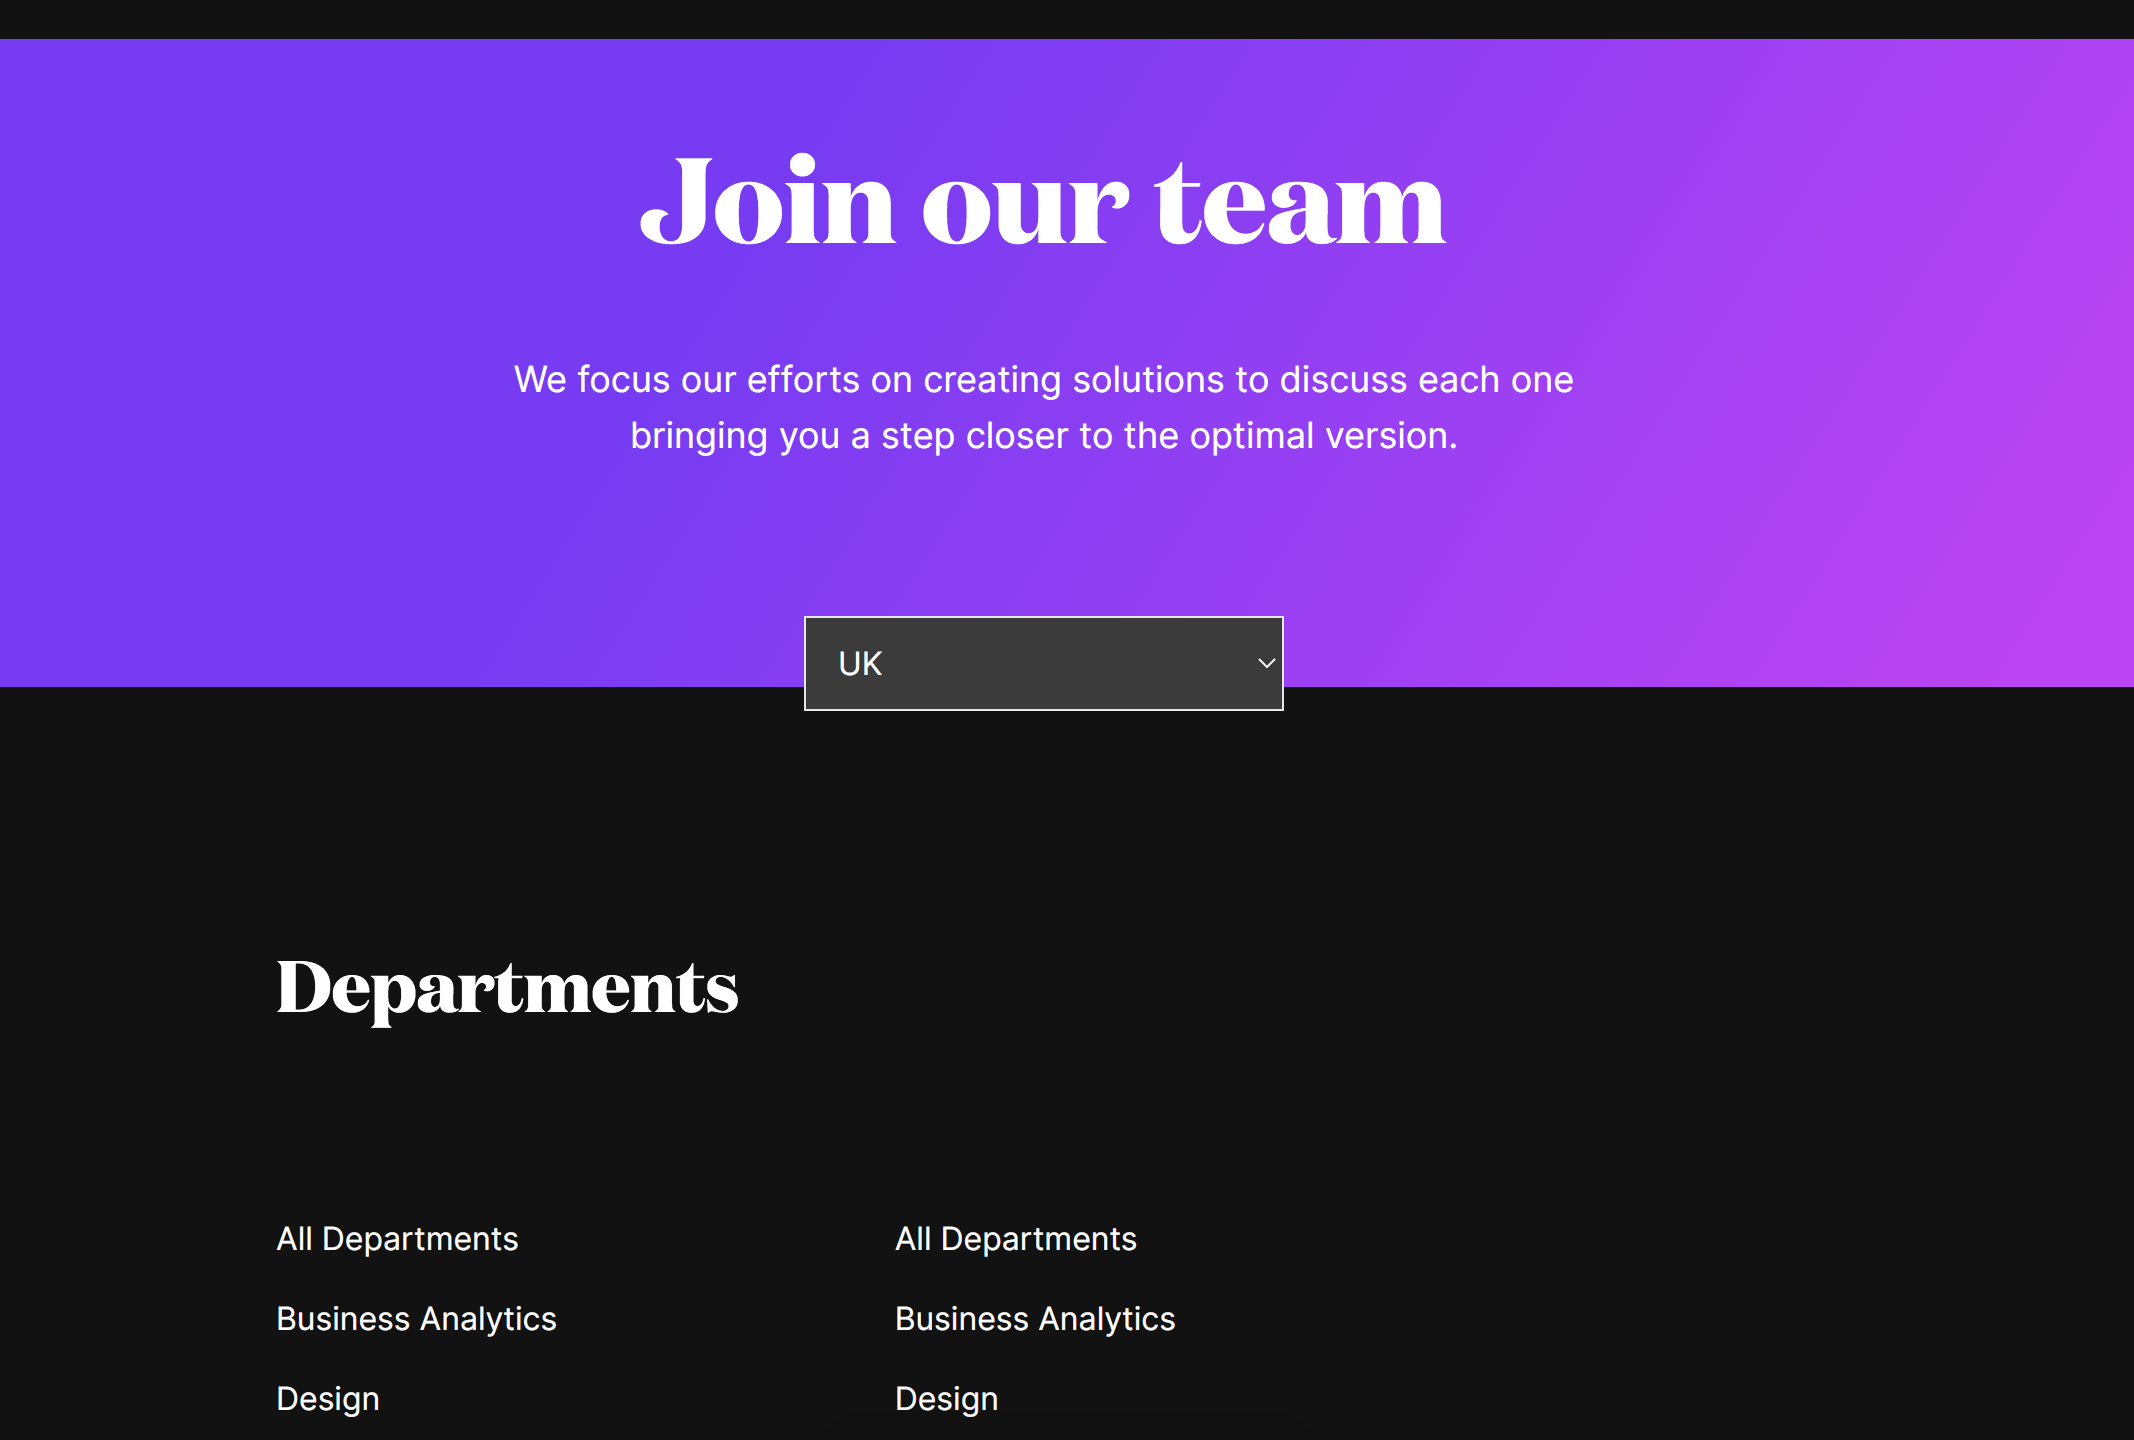 Join our team
We focus our efforts on creating solutions to discuss each one
bringing you a step closer to the optimal version.
UK
Departments
All Departments
Business Analytics
Design
All Departments
Business Analytics
Design